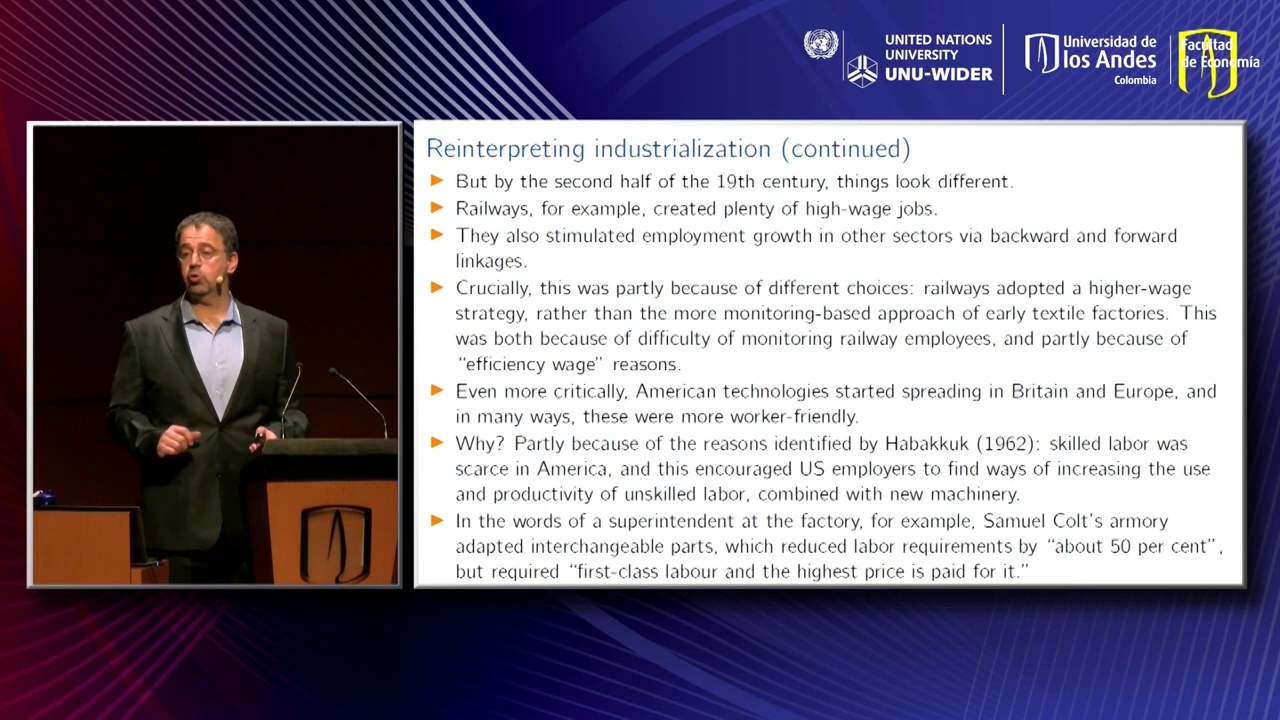 UNITED NATIONS
UNIVERSITY
UNU-WIDER
Universidad de
los Andes
Colombia
Facultad
de Economía
Reinterpreting industrialization (continued)
But by the second half of the 19th century, things look different.
Railways, for example, created plenty of high-wage jobs.
They also stimulated employment growth in other sectors via backward and forward
linkages.
Crucially, this was partly because of different choices: railways adopted a higher-wage
strategy, rather than the more monitoring-based approach of early textile factories. This
was both because of difficulty of monitoring railway employees, and partly because of
“efficiency wage” reasons.
Even more critically, American technologies started spreading in Britain and Europe, and
in many ways, these were more worker-friendly.
Why? Partly because of the reasons identified by Habakkuk (1962): skilled labor was
scarce in America, and this encouraged US employers to find ways of increasing the use
and productivity of unskilled labor, combined with new machinery.
In the words of a superintendent at the factory, for example, Samuel Colt's armory
adapted interchangeable parts, which reduced labor requirements by “about 50 per cent”,
but required “first-class labour and the highest price is paid for it.”